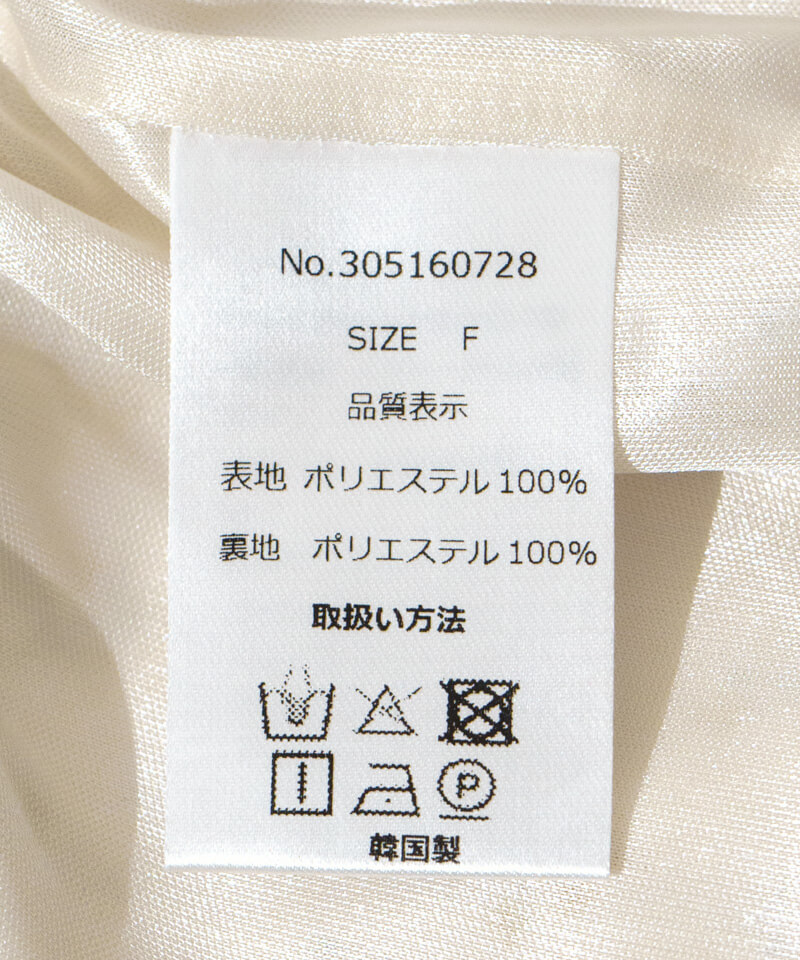 No.305160728
SIZE F
品質表示
表地 ポリエステル 100%
裏地 ポリエステル 100%
取扱い方法
P
韓国製